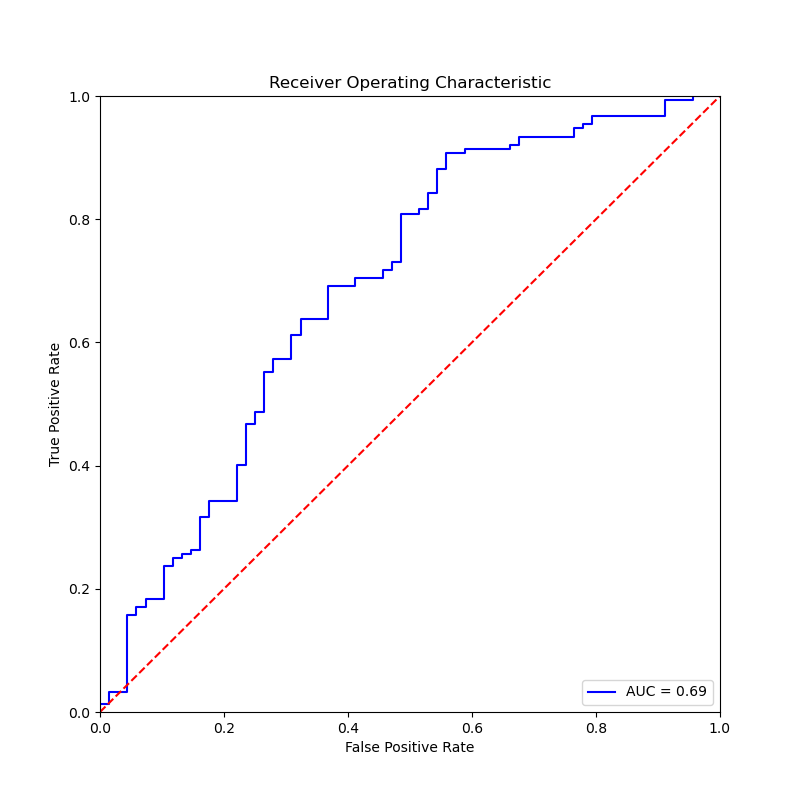 Receiver Operating Characteristic
True Positive Rate
1.0
0.8
0.6
0.4
0.2
0.0
AUC = 0.69
0.0 0.2 0.4 0.6 0.8 1.0
False Positive Rate